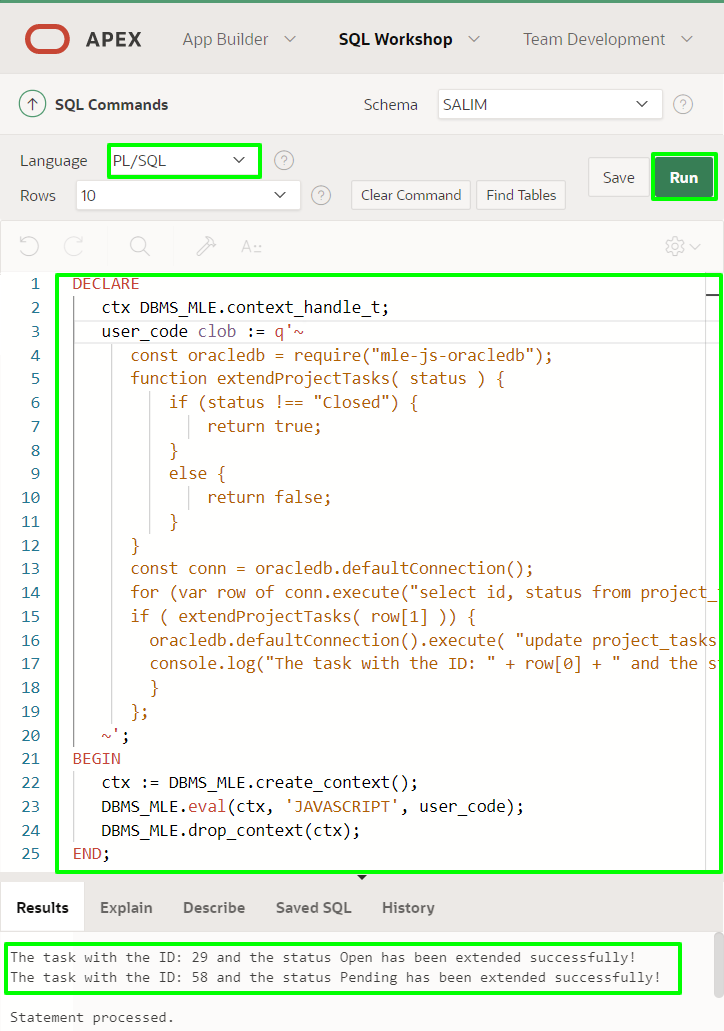 APEX App Builder SQL Workshop Team Development
SQL Commands Schema SALIM ?
Language PL/SQL ?
Rows 10 ? Clear Command Find Tables Save Run
A::
1 DECLARE
2 ctx DBMS_MLE.context_handle_t;
3 user_code clob := q'~
4 const oracledb = require("mle-js-oracledb");
5 function extendProjectTasks( status ) {
6 if (status !== "Closed") {
7 return true;
8 }
9 else {
10 return false;
11 }
12 }
13 const conn = oracledb.defaultConnection();
14 for (var row of conn.execute("select id, status from project_
15 if ( extendProjectTasks( row[1] )) {
16 oracledb.defaultConnection().execute( "update project_tasks
17 console.log("The task with the ID: " + row[0] + " and the s
18 }
19 };
20 ~';
21 BEGIN
22 ctx := DBMS_MLE.create_context();
23 DBMS_MLE.eval(ctx, 'JAVASCRIPT', user_code);
24 DBMS_MLE.drop_context(ctx);
25 END;
Results Explain Describe Saved SQL History
The task with the ID: 29 and the status Open has been extended successfully!
The task with the ID: 58 and the status Pending has been extended successfully!
Statement processed.